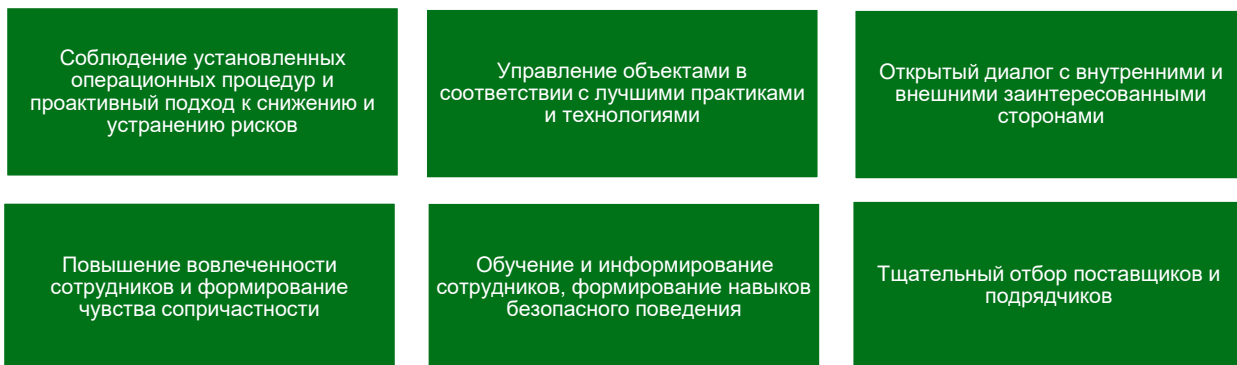 Соблюдение установленных
операционных процедур и
проактивный подход к снижению и
устранению рисков
Управление объектами в
соответствии с лучшими практиками
и технологиями
Открытый диалог с внутренними и
внешними заинтересованными
сторонами
Повышение вовлеченности
сотрудников и формирование
чувства сопричастности
Обучение и информирование
сотрудников, формирование навыков
безопасного поведения
Тщательный отбор поставщиков и
подрядчиков